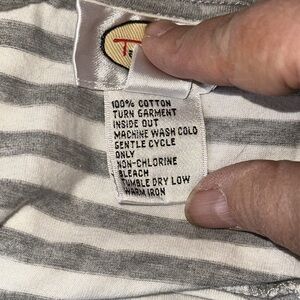 100% COTTON
TURN GARMENT
INSIDE OUT
MACHINE WASH COLD
GENTLE CYCLE
ONLY
NON-CHLORINE
BLEACH
TUMBLE DRY LOW
WARM IRON